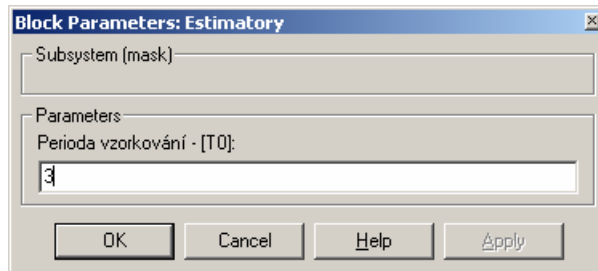 Block Parameters: Estimatory
Subsystem (mask)
Parameters
Perioda vzorkování - [T0]:
3
OK Cancel Help Apply